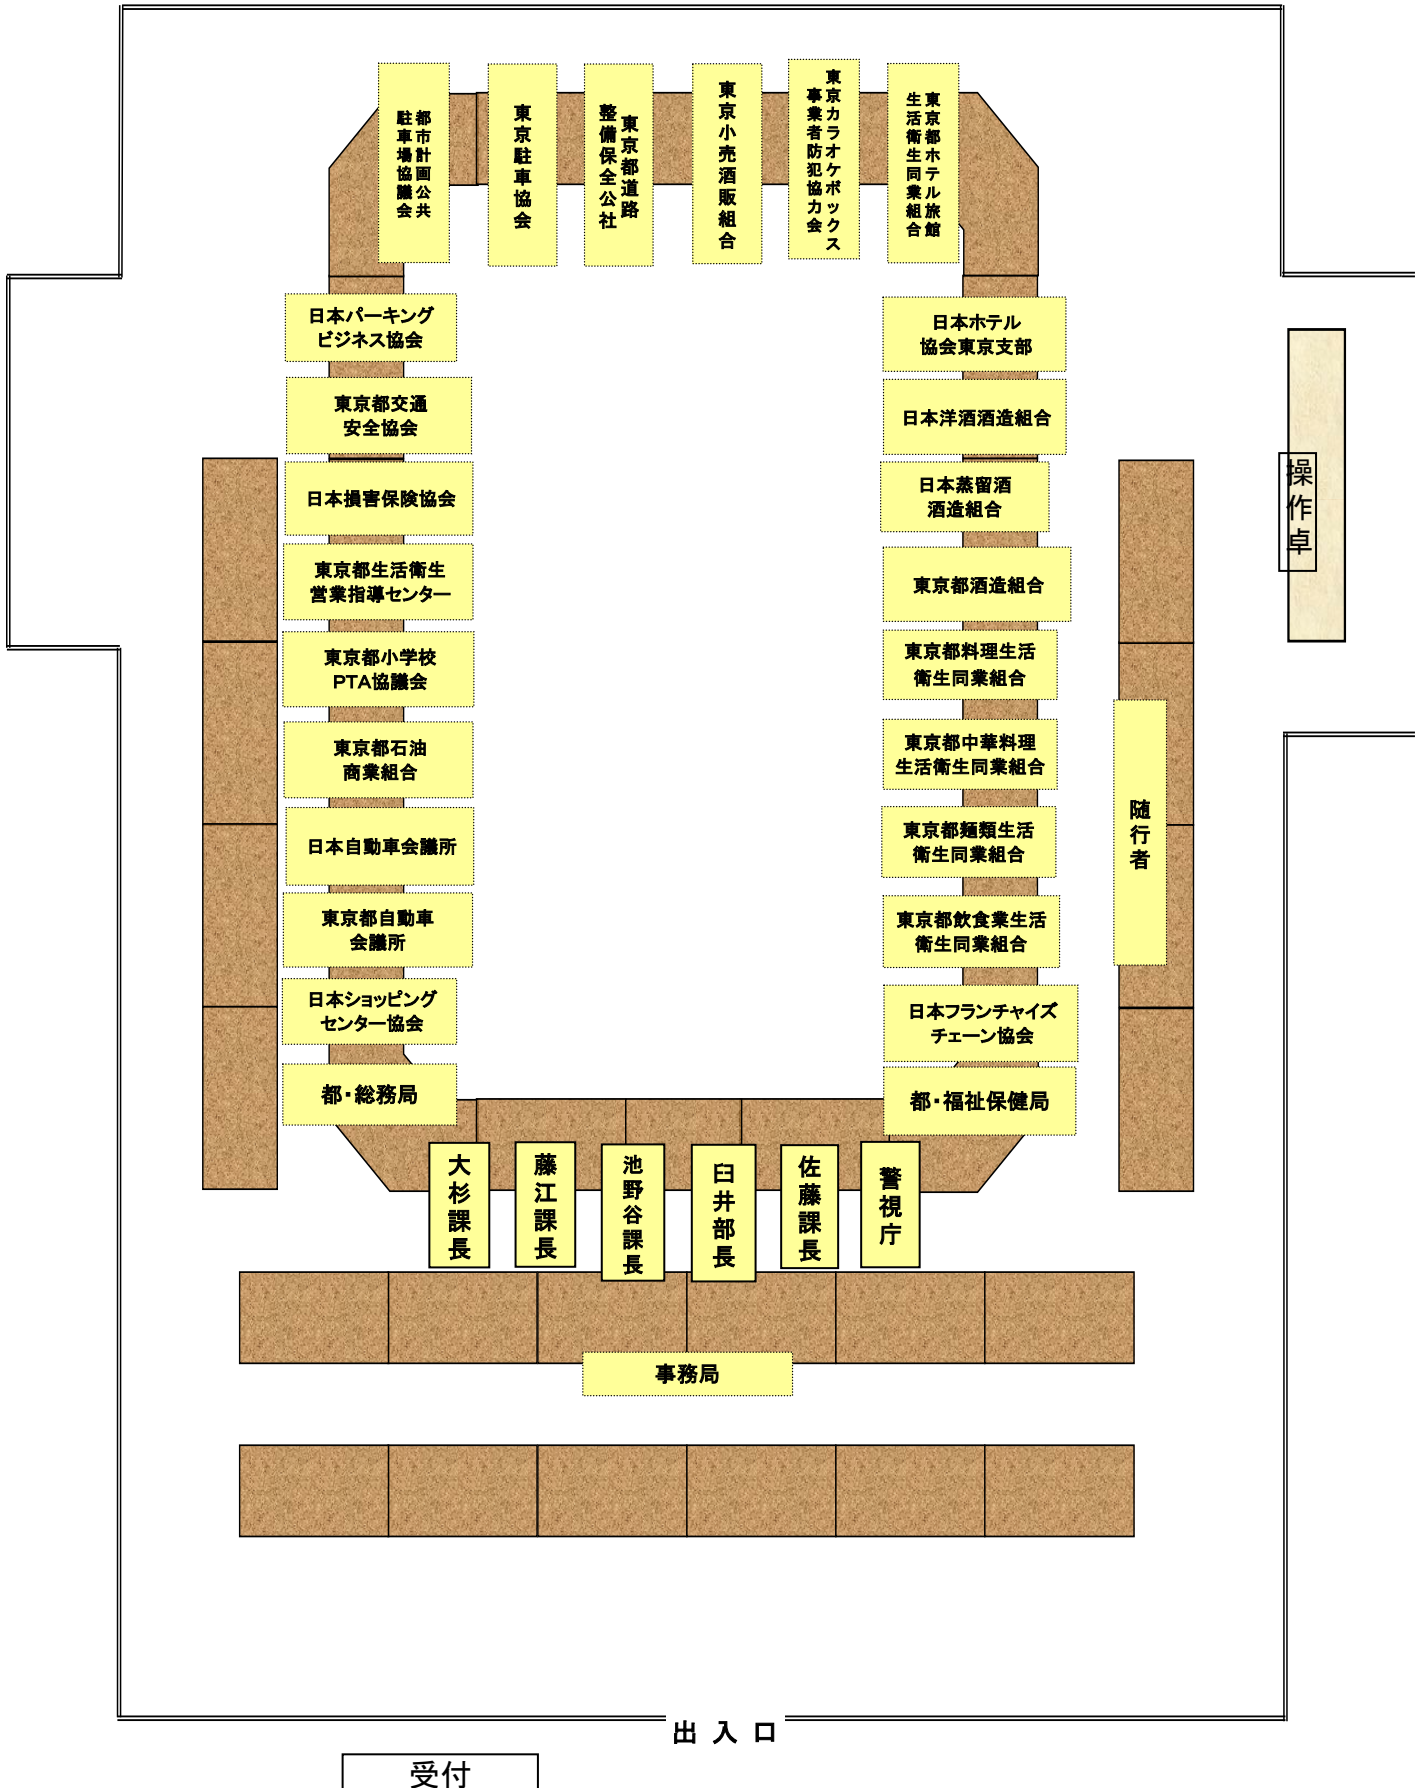 都市計画公共
駐車場協議会
東京駐車協会
東京都道路
整備保全公社
東京小売酒販組合
東京カラオケボックス
事業者防犯協力会
東京都ホテル旅館
生活衛生同業組合
日本パーキング
ビジネス協会
東京都交通
安全協会
日本損害保険協会
東京都生活衛生
営業指導センター
東京都小学校
PTA協議会
東京都石油
商業組合
日本自動車会議所
東京都自動車
会議所
日本ショッピング
センター協会
都・総務局
日本ホテル
協会東京支部
日本洋酒酒造組合
日本蒸留酒
酒造組合
東京都酒造組合
東京都料理生活
衛生同業組合
東京都中華料理
生活衛生同業組合
東京都麺類生活
衛生同業組合
東京都飲食業生活
衛生同業組合
日本フランチャイズ
チェーン協会
都・福祉保健局
操作卓
随行者
大杉課長
藤江課長
池野谷課長
臼井部長
佐藤課長
警視庁
事務局
出 入 口
受付